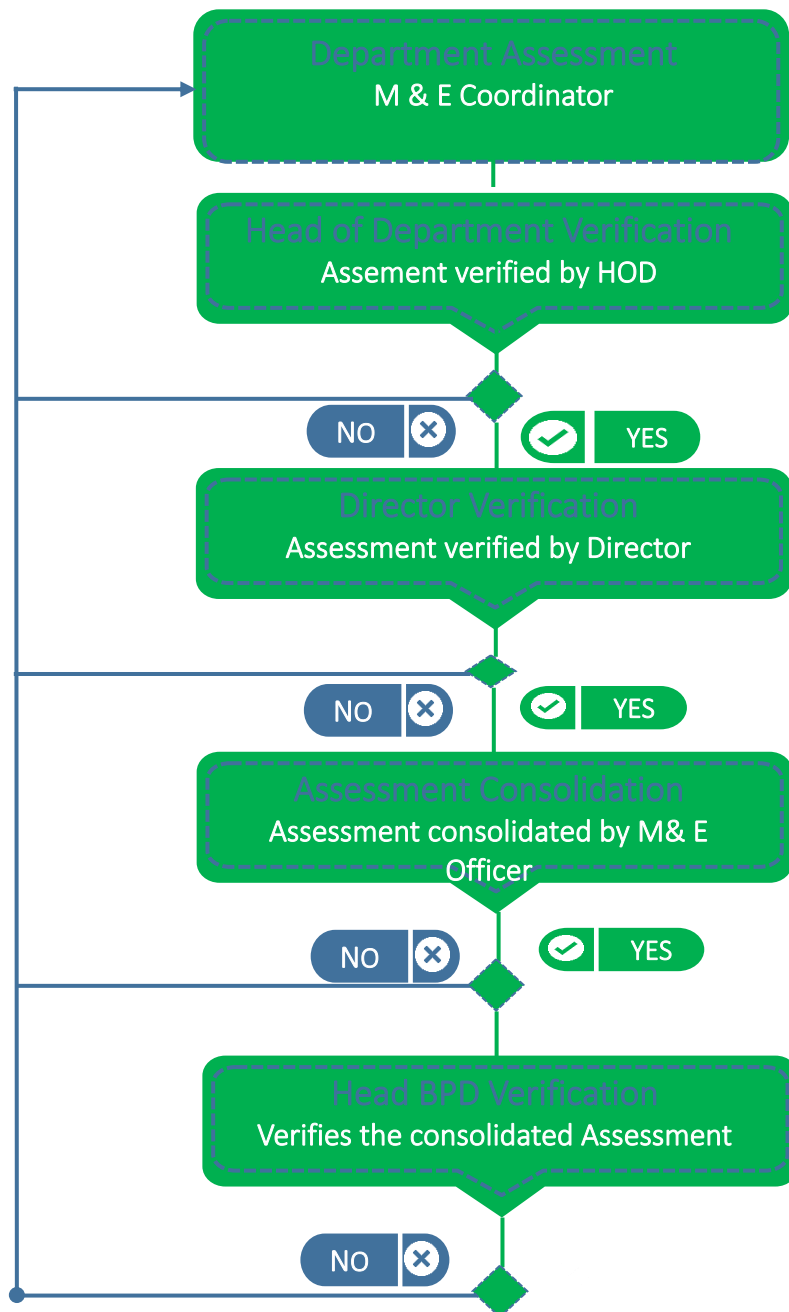 Department Assessment
M & E Coordinator
Head of Department Verification
Assement verified by HOD
NO
YES
Director Verification
Assessment verified by Director
NO
YES
Assessment Consolidation
Assessment consolidated by M& E
Officer
NO
YES
Head BPD Verification
Verifies the consolidated Assessment
NO